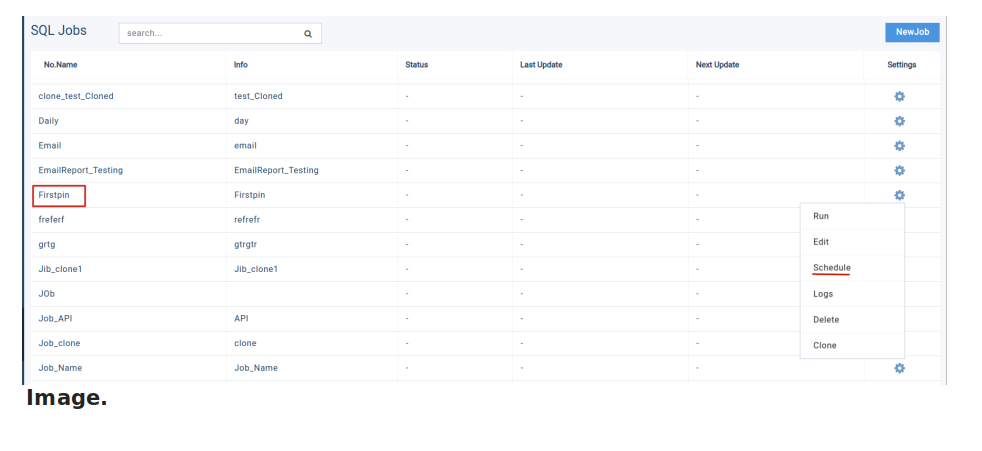 SQL Jobs search... NewJob
No.Name Info Status Last Update Next Update Settings
clone_test_Cloned test_Cloned - - -
Daily day - - -
Email email - - -
EmailReport_Testing EmailReport_Testing - - -
Firstpin Firstpin - - -
freferf refrefr - - -
Run
grtg gtrgtr - - -
Edit
Jib_clone1 Jib_clone1 - - -
Schedule
JOb - - -
Logs
Job_API API - - -
Delete
Job_clone clone - - -
Clone
Job_Name Job_Name - - -
Image.